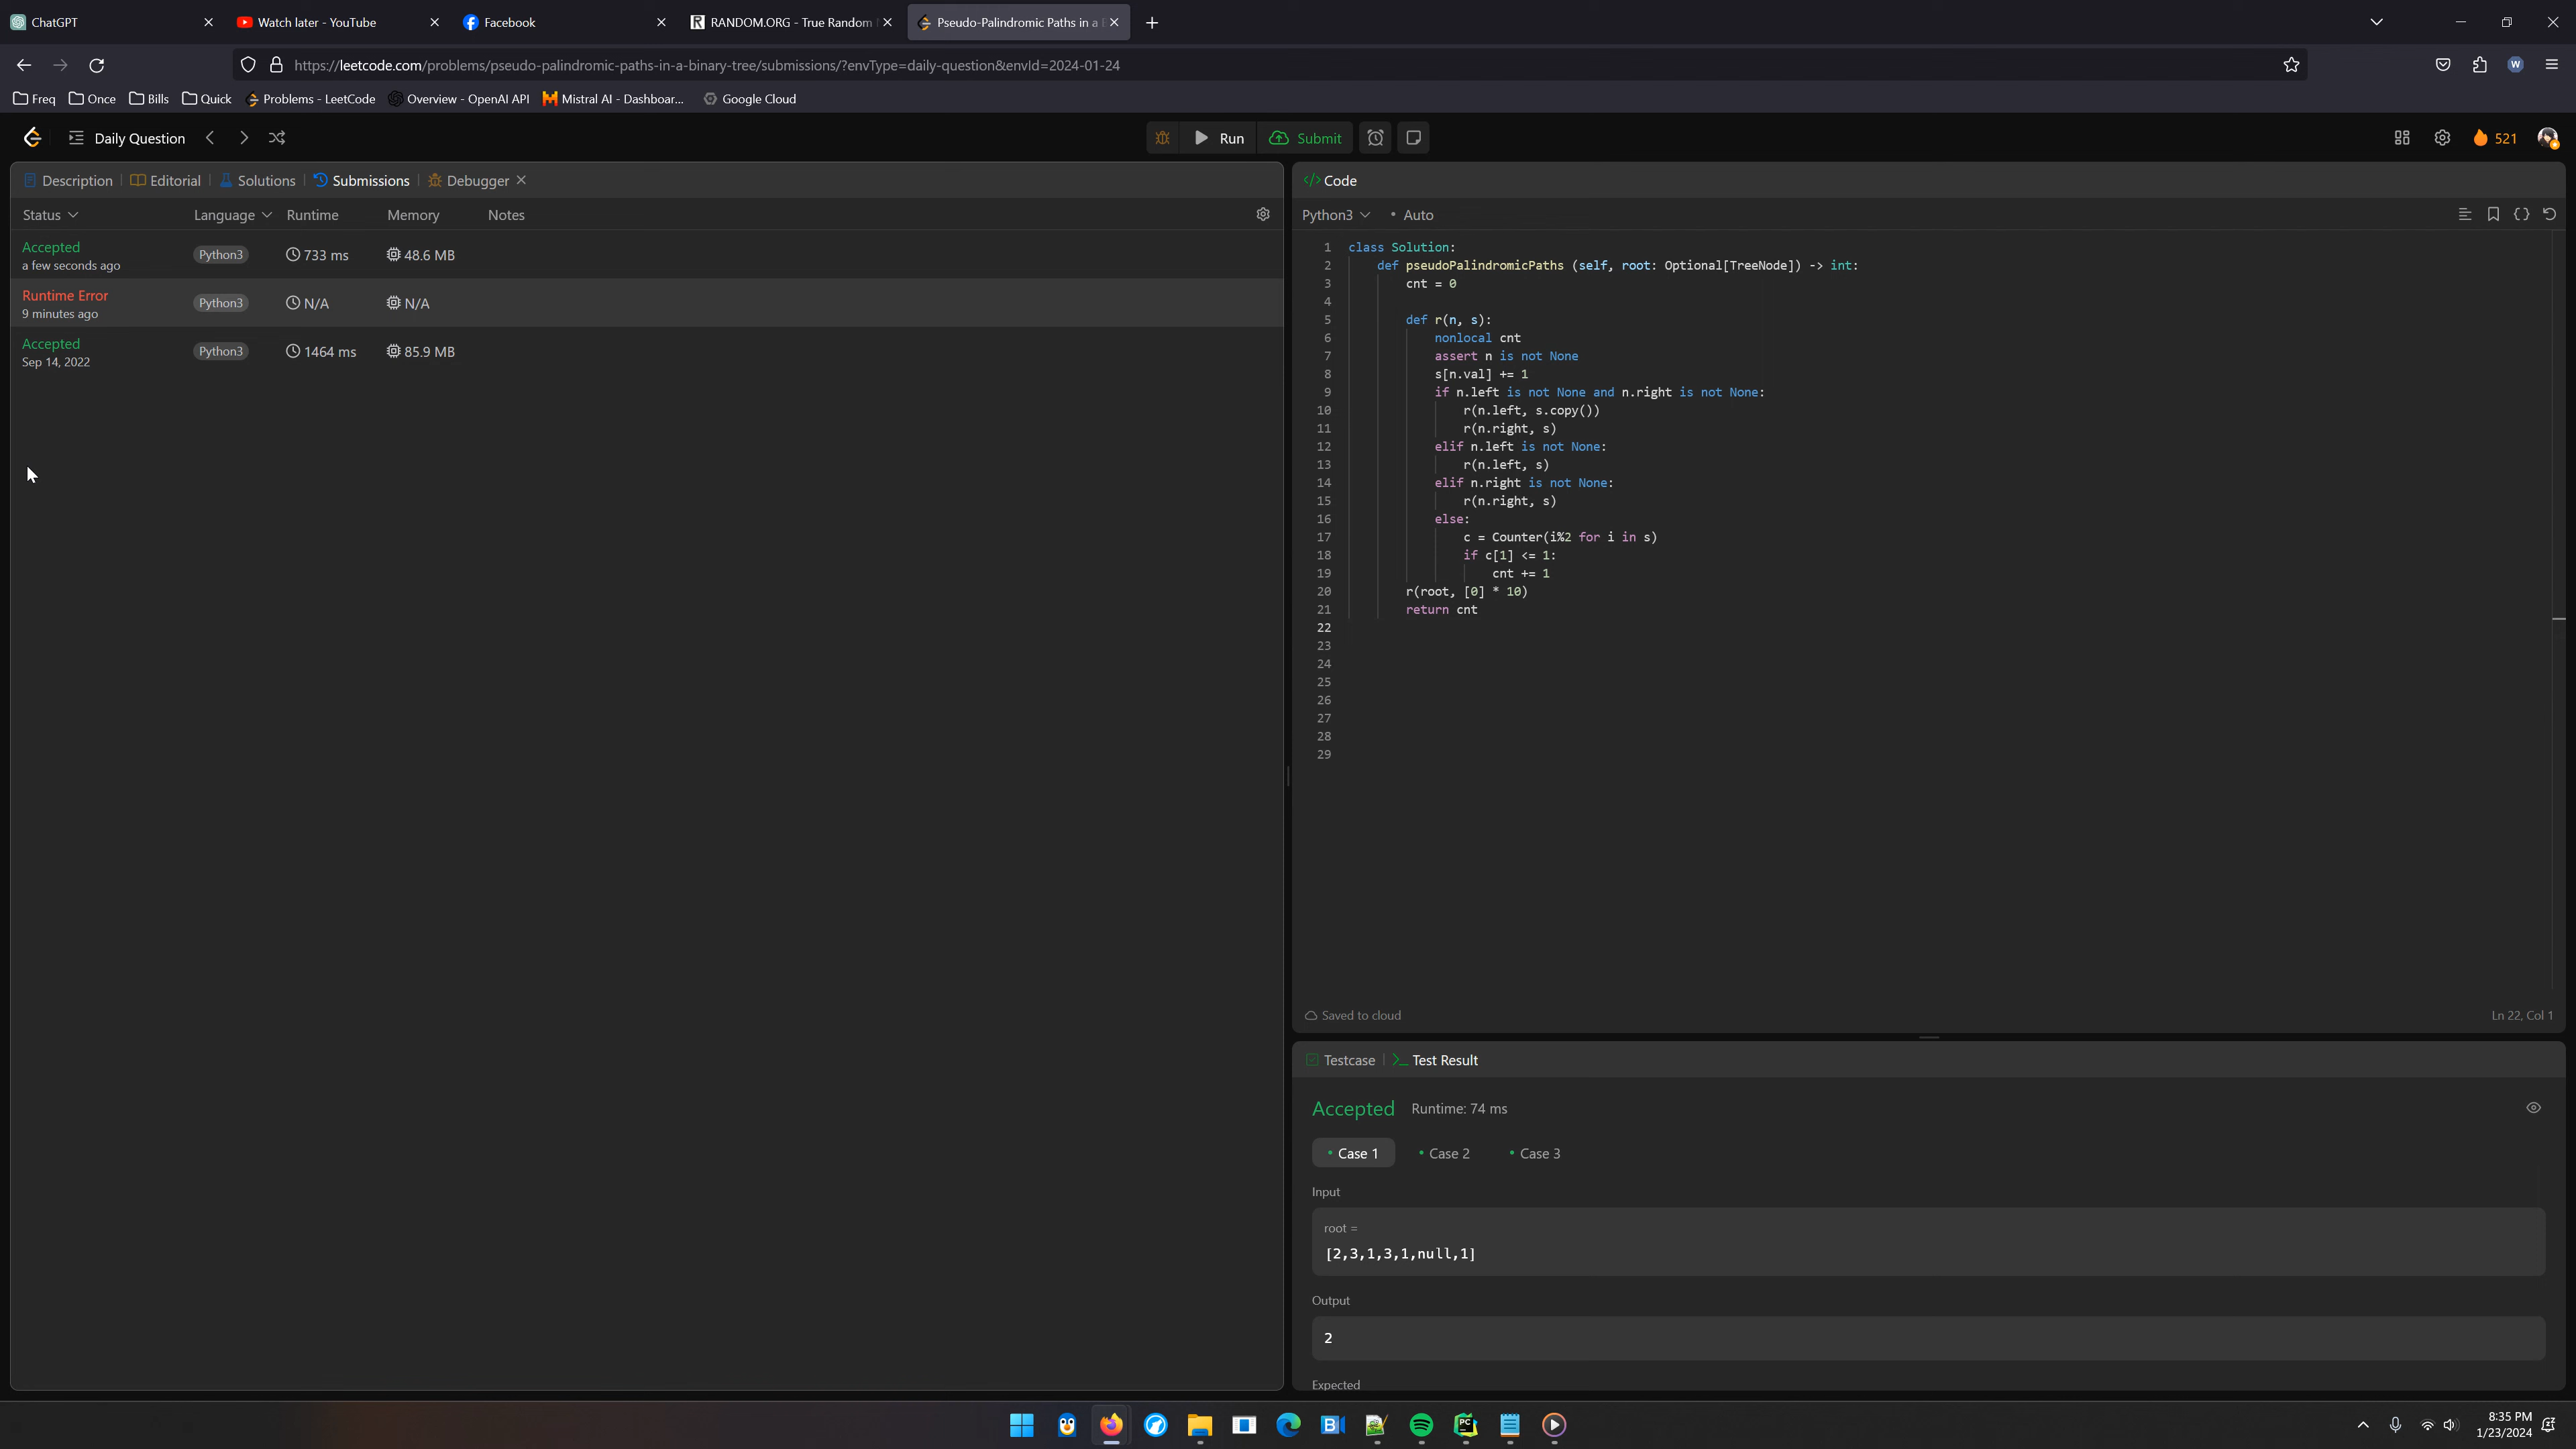 ChatGPT
Watch later - YouTube
Facebook
RANDOM.ORG - True Random
Pseudo-Palindromic Paths in a
https://leetcode.com/problems/pseudo-palindromic-paths-in-a-binary-tree/submissions/?envType=daily-question&envId=2024-01-24
W
Freq
Once
Bills
Quick
Problems - LeetCode
Overview - OpenAI API
Mistral AI - Dashboar...
Google Cloud
Daily Question
Run
Submit
521
Description
Editorial
Solutions
Submissions
Debugger
Status
Language
Runtime
Memory
Notes
Accepted
a few seconds ago
Python3
733 ms
48.6 MB
Runtime Error
9 minutes ago
Python3
N/A
N/A
Accepted
Sep 14, 2022
Python3
1464 ms
85.9 MB
</> Code
Python3
• Auto
1 class Solution:
2 def pseudoPalindromicPaths (self, root: Optional[TreeNode]) -> int:
3 cnt = 0
4
5 def r(n, s):
6 nonlocal cnt
7 assert n is not None
8 s[n.val] += 1
9 if n.left is not None and n.right is not None:
10 r(n.left, s.copy())
11 r(n.right, s)
12 elif n.left is not None:
13 r(n.left, s)
14 elif n.right is not None:
15 r(n.right, s)
16 else:
17 c = Counter(i%2 for i in s)
18 if c[1] <= 1:
19 cnt += 1
20 r(root, [0] * 10)
21 return cnt
22
23
24
25
26
27
28
29
Saved to cloud
Ln 22, Col 1
Testcase
>_ Test Result
Accepted
Runtime: 74 ms
• Case 1
• Case 2
• Case 3
Input
root =
[2,3,1,3,1,null,1]
Output
2
Expected
8:35 PM
1/23/2024